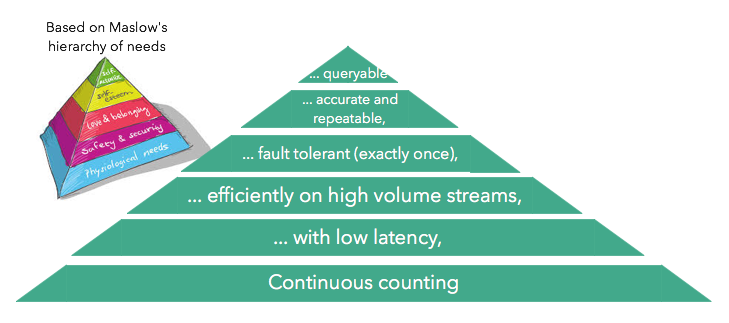 Based on Maslow's
hierarchy of needs
self-
actualiz.
self-
esteem
Love & belonging
Safety & security
Physiological needs
... queryable
... accurate and
repeatable,
... fault tolerant (exactly once),
... efficiently on high volume streams,
... with low latency,
Continuous counting